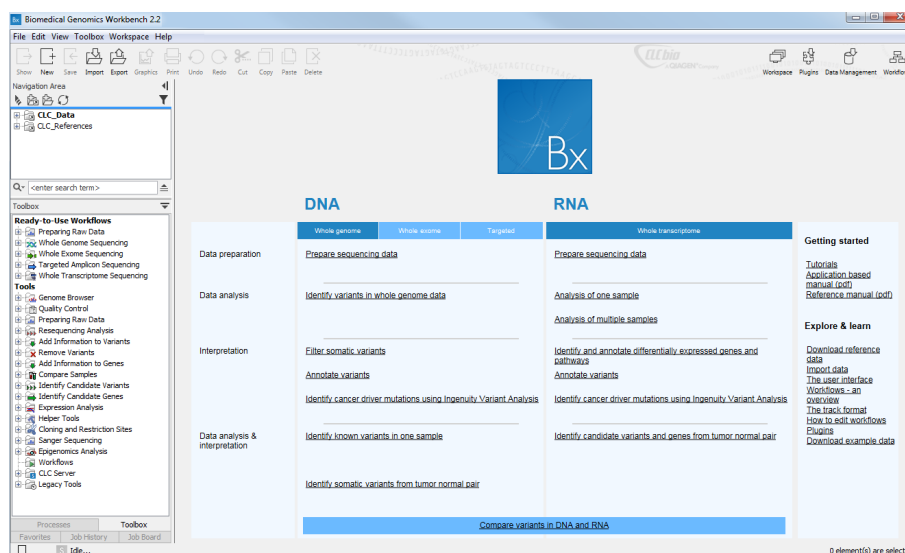 Bx Biomedical Genomics Workbench 2.2
File Edit View Toolbox Workspace Help
Show New Save Import Export Graphics Print Undo Redo Cut Copy Paste Delete
CLC bio
Workspace Plugins Data Management Workflow
Navigation Area
CLC_Data
CLC_References
<enter search term>
Toolbox
Ready-to-Use Workflows
Preparing Raw Data
Whole Genome Sequencing
Whole Exome Sequencing
Targeted Amplicon Sequencing
Whole Transcriptome Sequencing
Tools
Genome Browser
Quality Control
Preparing Raw Data
Resequencing Analysis
Add Information to Variants
Remove Variants
Add Information to Genes
Compare Samples
Identify Candidate Variants
Identify Candidate Genes
Expression Analysis
Helper Tools
Cloning and Restriction Sites
Sanger Sequencing
Epigenomics Analysis
Workflows
CLC Server
Legacy Tools
Processes Toolbox
Favorites Job History Job Board
Idle...
0 element(s) are select
Bx
DNA RNA
Whole genome Whole exome Targeted Whole transcriptome
Data preparation
Prepare sequencing data
Prepare sequencing data
Data analysis
Identify variants in whole genome data
Analysis of one sample
Analysis of multiple samples
Interpretation
Filter somatic variants
Identify and annotate differentially expressed genes and
pathways
Annotate variants
Annotate variants
Identify cancer driver mutations using Ingenuity Variant Analysis
Identify cancer driver mutations using Ingenuity Variant Analysis
Data analysis &
interpretation
Identify known variants in one sample
Identify candidate variants and genes from tumor normal pair
Identify somatic variants from tumor normal pair
Compare variants in DNA and RNA
Getting started
Tutorials
Application based
manual (pdf)
Reference manual (pdf)
Explore & learn
Download reference
data
Import data
The user interface
Workflows - an
overview
The track format
How to edit workflows
Plugins
Download example data